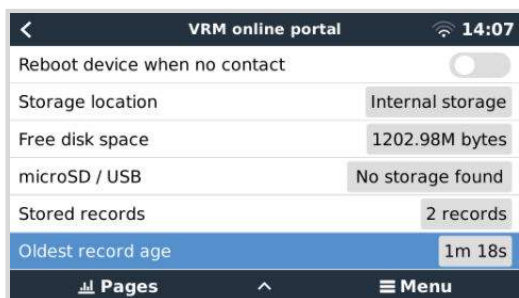 VRM online portal 14:07
Reboot device when no contact
Storage location Internal storage
Free disk space 1202.98M bytes
microSD / USB No storage found
Stored records 2 records
Oldest record age 1m 18s
Pages Menu